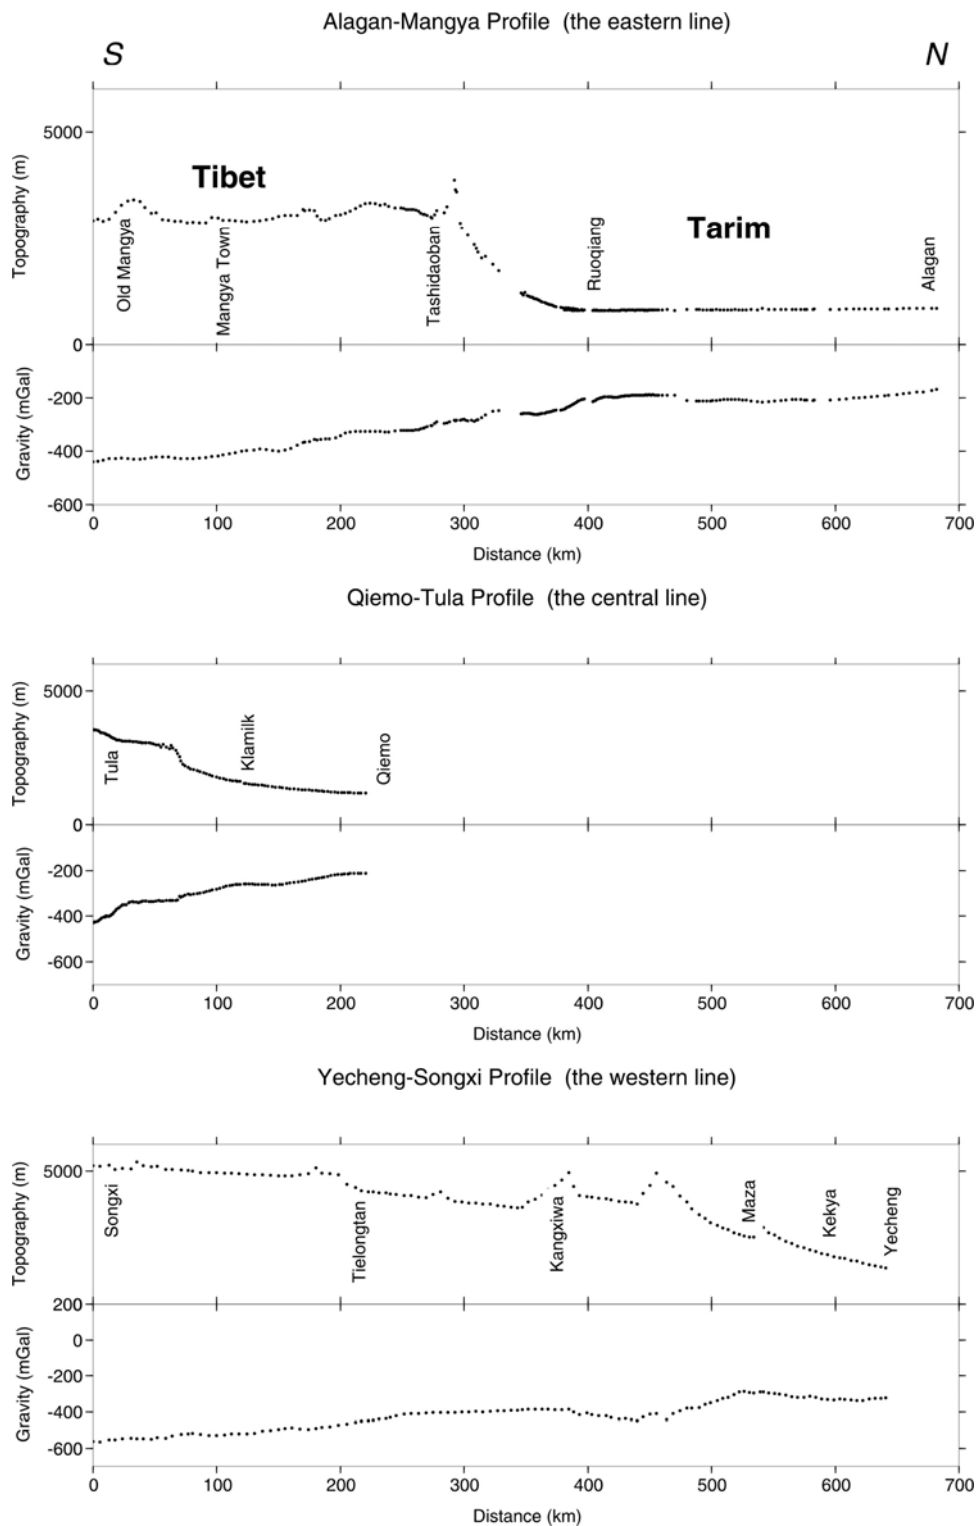 Alagan-Mangya Profile (the eastern line)
S
N
5000
Topography (m)
Tibet
Tarim
Old Mangya
Mangya Town
Tashidaoban
Ruoqiang
Alagan
0
Gravity (mGal)
-200
-400
-600
0 100 200 300 400 500 600 700
Distance (km)
Qiemo-Tula Profile (the central line)
5000
Topography (m)
Tula
Klamilk
Qiemo
0
Gravity (mGal)
-200
-400
-600
0 100 200 300 400 500 600 700
Distance (km)
Yecheng-Songxi Profile (the western line)
5000
Topography (m)
Songxi
Tielongtan
Kangxiwa
Maza
Kekya
Yecheng
200
Gravity (mGal)
0
-200
-400
-600
0 100 200 300 400 500 600 700
Distance (km)